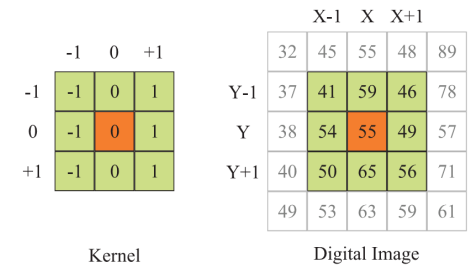 X-1 X X+1
-1 0 +1
32 45 55 48 89
-1 -1 0 1
Y-1 37 41 59 46 78
0 -1 0 1
Y 38 54 55 49 57
+1 -1 0 1
Y+1 40 50 65 56 71
49 53 63 59 61
Kernel
Digital Image